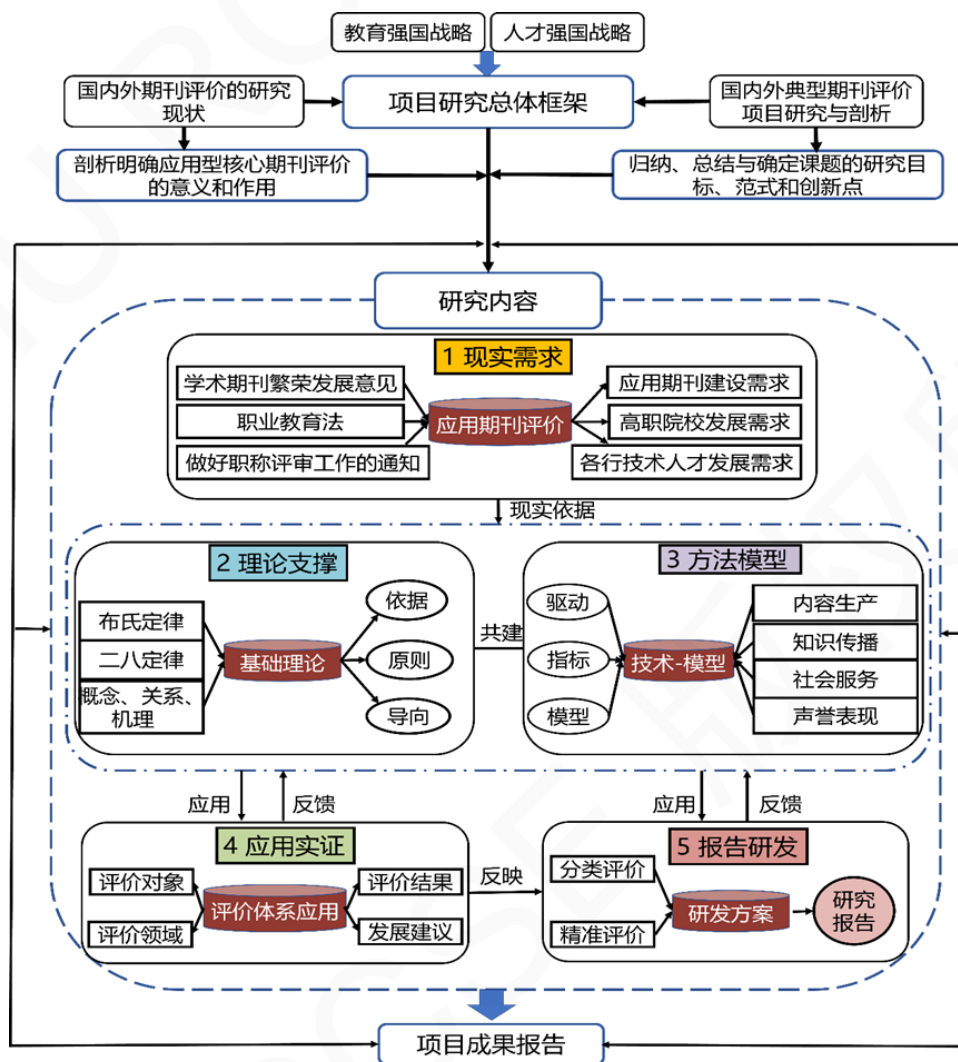 教育强国战略
人才强国战略
国内外期刊评价的研究
现状
项目研究总体框架
国内外典型期刊评价
项目研究与剖析
剖析明确应用型核心期刊评价
的意义和作用
归纳、总结与确定课题的研究目
标、范式和创新点
研究内容
1 现实需求
学术期刊繁荣发展意见
职业教育法
做好职称评审工作的通知
应用期刊评价
应用期刊建设需求
高职院校发展需求
各行技术人才发展需求
现实依据
2 理论支撑
布氏定律
二八定律
概念、关系、
机理
基础理论
依据
原则
导向
共建
3 方法模型
驱动
指标
模型
技术-模型
内容生产
知识传播
社会服务
声誉表现
应用
反馈
应用
反馈
4 应用实证
评价对象
评价领域
评价体系应用
评价结果
发展建议
反映
5 报告研发
分类评价
精准评价
研发方案
研究
报告
项目成果报告